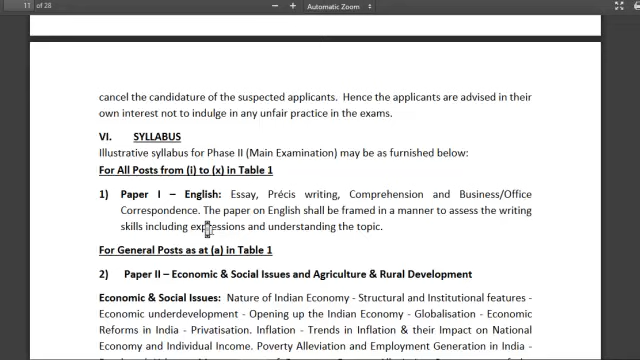 11 of 28
Automatic Zoom
cancel the candidature of the suspected applicants. Hence the applicants are advised in their
own interest not to indulge in any unfair practice in the exams.
VI. SYLLABUS
Illustrative syllabus for Phase II (Main Examination) may be as furnished below:
For All Posts from (i) to (x) in Table 1
1) Paper I – English: Essay, Précis writing, Comprehension and Business/Office
Correspondence. The paper on English shall be framed in a manner to assess the writing
skills including expressions and understanding the topic.
For General Posts as at (a) in Table 1
2) Paper II – Economic & Social Issues and Agriculture & Rural Development
Economic & Social Issues: Nature of Indian Economy - Structural and Institutional features -
Economic underdevelopment - Opening up the Indian Economy - Globalisation - Economic
Reforms in India - Privatisation. Inflation - Trends in Inflation & their Impact on National
Economy and Individual Income. Poverty Alleviation and Employment Generation in India -